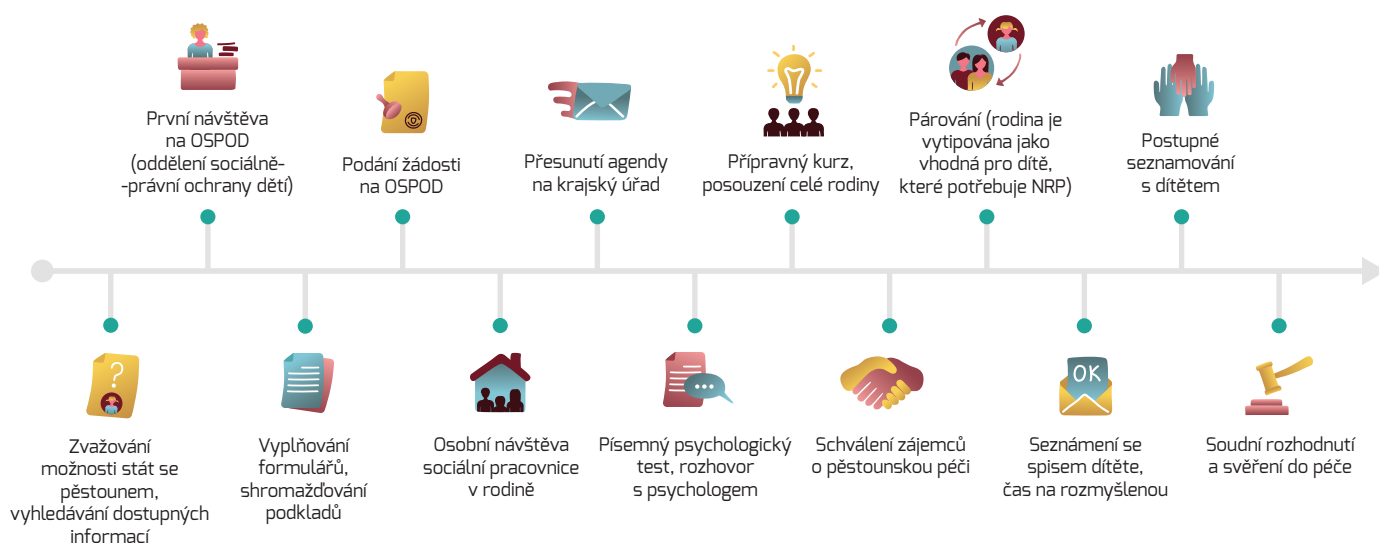 První návštěva
na OSPOD
(oddělení sociálně-
-právní ochrany dětí)
Podání žádosti
na OSPOD
Přesunutí agendy
na krajský úřad
Přípravný kurz,
posouzení celé rodiny
Párování (rodina je
vytipována jako
vhodná pro dítě,
které potřebuje NRP)
Postupné
seznamování
s dítětem
?
Zvažování
možnosti stát se
pěstounem,
vyhledávání dostupných
informací
Vyplňování
formulářů,
shromažďování
podkladů
Osobní návštěva
sociální pracovnice
v rodině
Písemný psychologický
test, rozhovor
s psychologem
Schválení zájemců
o pěstounskou péči
OK
Seznámení se
spisem dítěte,
čas na rozmyšlenou
Soudní rozhodnutí
a svěření do péče